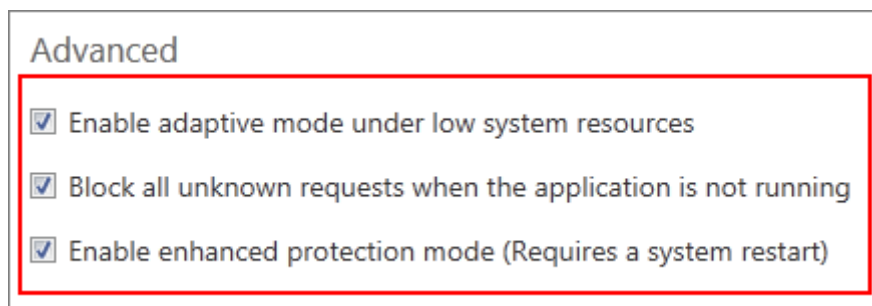 Advanced
Enable adaptive mode under low system resources
Block all unknown requests when the application is not running
Enable enhanced protection mode (Requires a system restart)